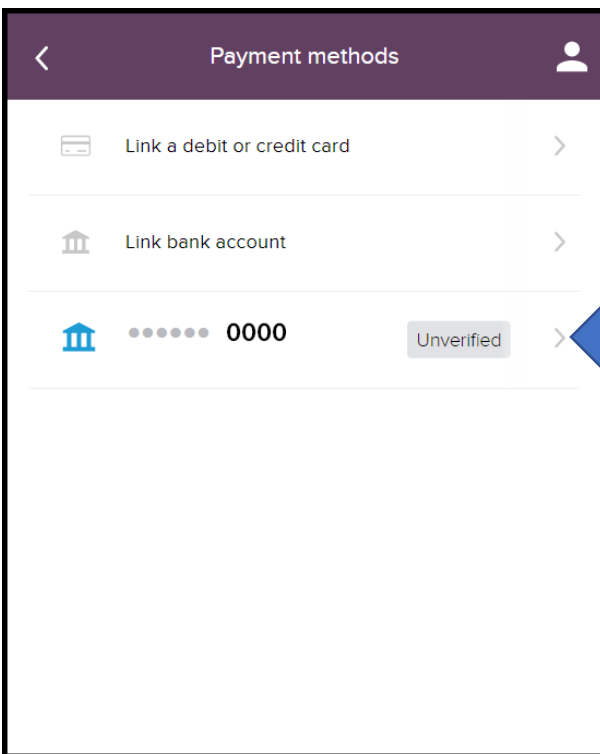 Payment methods
Link a debit or credit card
Link bank account
•••••• 0000 Unverified